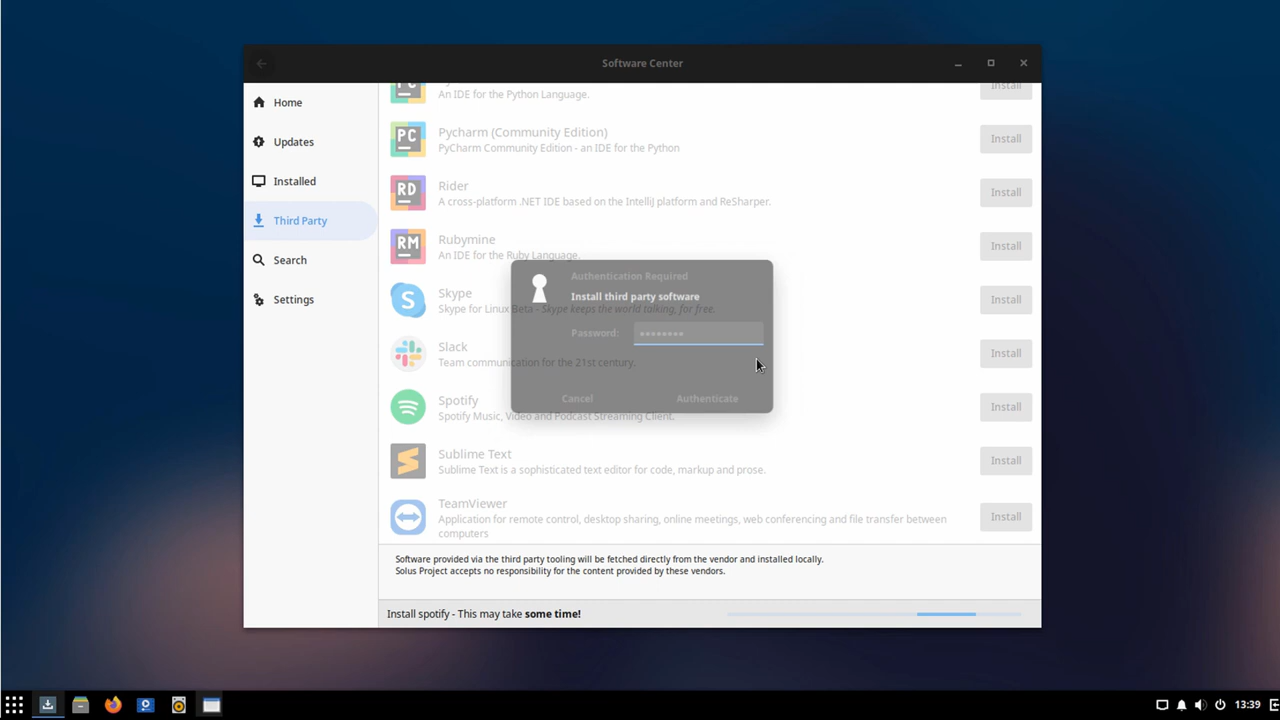 Software Center
Home
Updates
Installed
Third Party
Search
Settings
An IDE for the Python Language.
Install
PC
Pycharm (Community Edition)
PyCharm Community Edition - an IDE for the Python
Install
RD
Rider
A cross-platform .NET IDE based on the IntelliJ platform and ReSharper.
Install
RM
Rubymine
An IDE for the Ruby Language.
Install
Skype
Skype for Linux Beta - Skype keeps the world talking, for free.
Install
Slack
Team communication for the 21st century.
Install
Spotify
Spotify Music, Video and Podcast Streaming Client.
Install
Sublime Text
Sublime Text is a sophisticated text editor for code, markup and prose.
Install
TeamViewer
Application for remote control, desktop sharing, online meetings, web conferencing and file transfer between
computers
Install
Authentication Required
Install third party software
Password:
Cancel
Authenticate
Software provided via the third party tooling will be fetched directly from the vendor and installed locally.
Solus Project accepts no responsibility for the content provided by these vendors.
Install spotify - This may take some time!
13:39